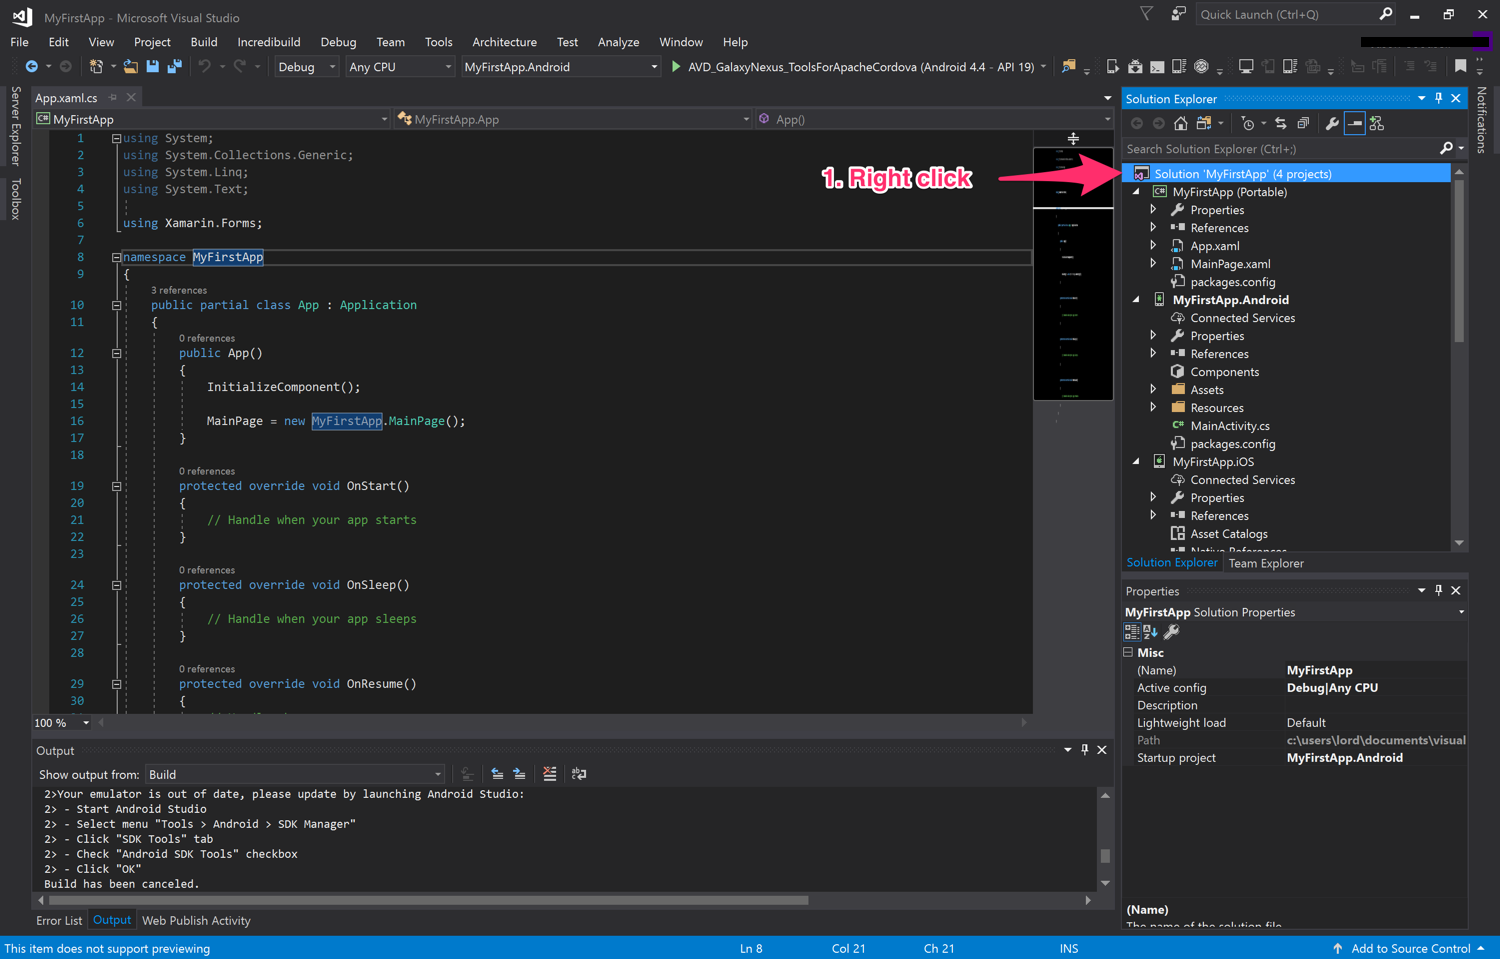 MyFirstApp - Microsoft Visual Studio
Quick Launch (Ctrl+Q)
File Edit View Project Build Incredibuild Debug Team Tools Architecture Test Analyze Window Help
Debug Any CPU MyFirstApp.Android AVD_GalaxyNexus_ToolsForApacheCordova (Android 4.4 - API 19)
Server Explorer
Toolbox
App.xaml.cs
MyFirstApp MyFirstApp.App App()
1 using System;
2 using System.Collections.Generic;
3 using System.Linq;
4 using System.Text;
5
6 using Xamarin.Forms;
7
8 namespace MyFirstApp
9 {
3 references
10 public partial class App : Application
11 {
0 references
12 public App()
13 {
14 InitializeComponent();
15
16 MainPage = new MyFirstApp.MainPage();
17 }
18
0 references
19 protected override void OnStart()
20 {
21 // Handle when your app starts
22 }
23
0 references
24 protected override void OnSleep()
25 {
26 // Handle when your app sleeps
27 }
28
0 references
29 protected override void OnResume()
30 {
100 %
1. Right click
Output
Show output from: Build
2>Your emulator is out of date, please update by launching Android Studio:
2> - Start Android Studio
2> - Select menu "Tools > Android > SDK Manager"
2> - Click "SDK Tools" tab
2> - Check "Android SDK Tools" checkbox
2> - Click "OK"
Build has been canceled.
Error List Output Web Publish Activity
Solution Explorer
Search Solution Explorer (Ctrl+;)
Solution 'MyFirstApp' (4 projects)
MyFirstApp (Portable)
Properties
References
App.xaml
MainPage.xaml
packages.config
MyFirstApp.Android
Connected Services
Properties
References
Components
Assets
Resources
MainActivity.cs
packages.config
MyFirstApp.iOS
Connected Services
Properties
References
Asset Catalogs
Native References
Solution Explorer Team Explorer
Properties
MyFirstApp Solution Properties
Misc
(Name) MyFirstApp
Active config Debug|Any CPU
Description
Lightweight load Default
Path c:\users\lord\documents\visual
Startup project MyFirstApp.Android
(Name)
The name of the solution file.
Notifications
This item does not support previewing Ln 8 Col 21 Ch 21 INS Add to Source Control